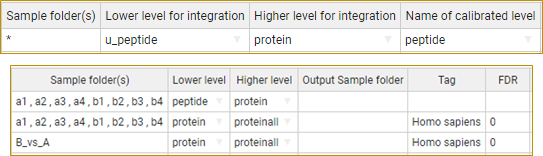 Sample folder(s) Lower level for integration Higher level for integration Name of calibrated level
* u_peptide protein peptide
Sample folder(s) Lower level Higher level Output Sample folder Tag FDR
a1 , a2 , a3 , a4 , b1 , b2 , b3 , b4 peptide protein
a1 , a2 , a3 , a4 , b1 , b2 , b3 , b4 protein proteinall Homo sapiens 0
B_vs_A protein proteinall Homo sapiens 0